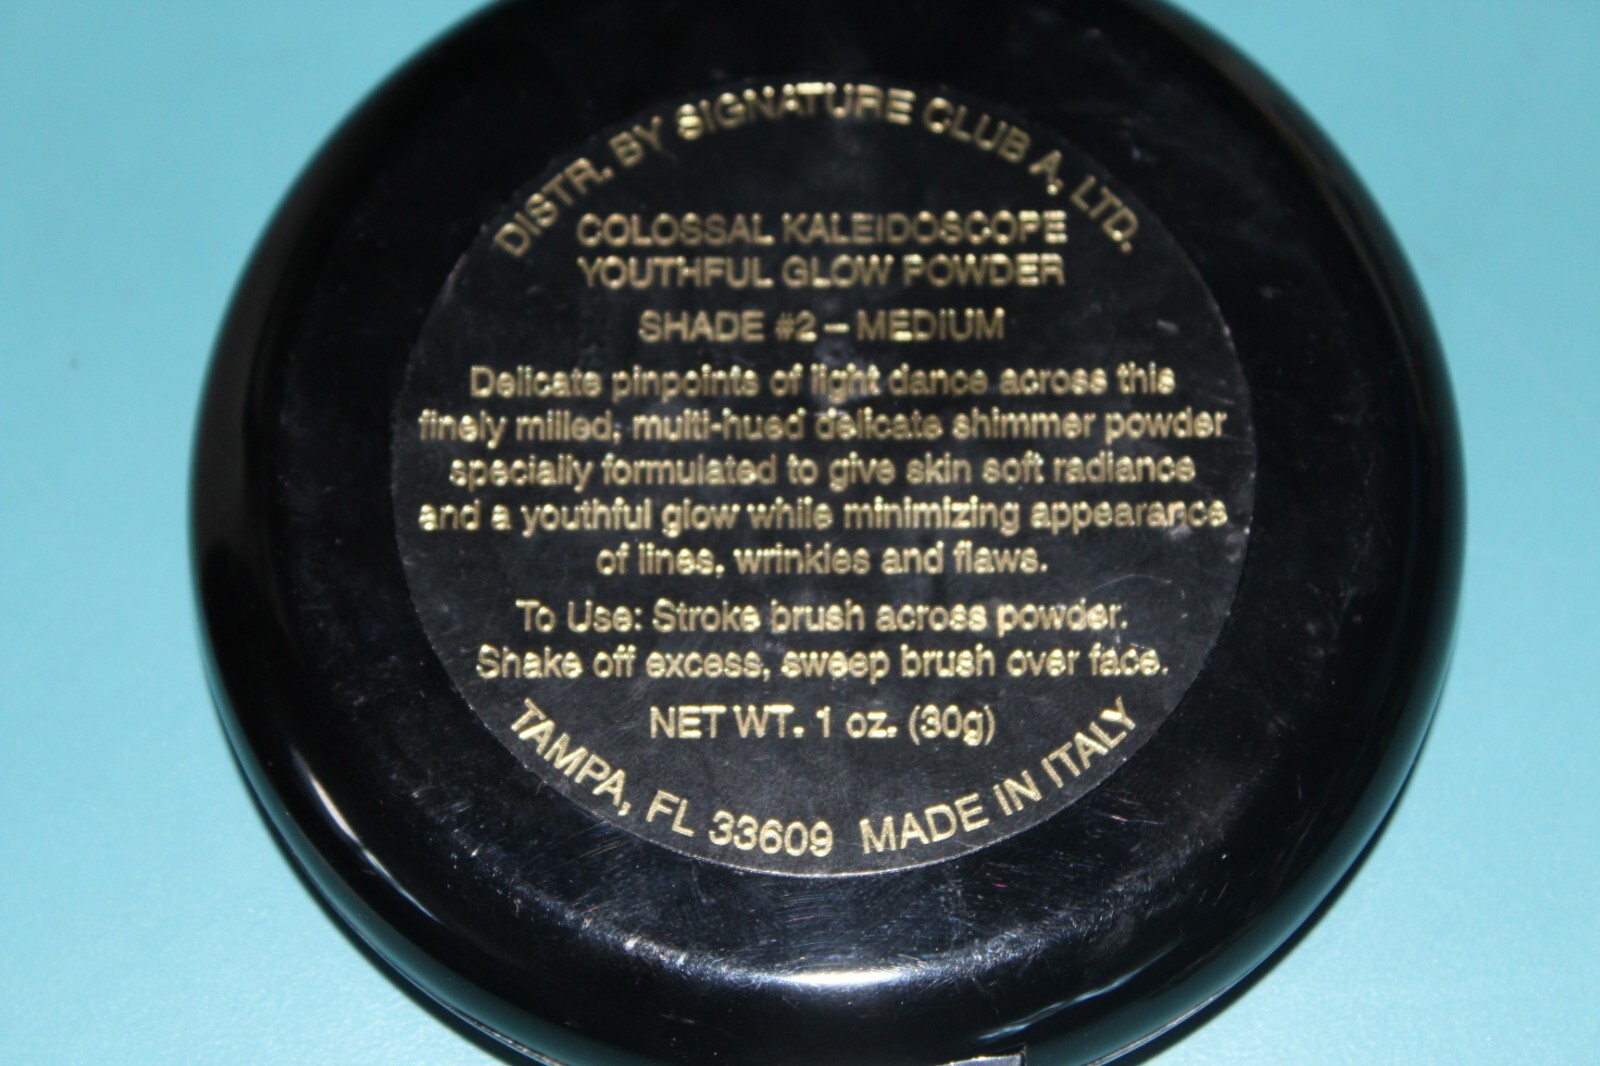 DISTR. BY SIGNATURE CLUB A, LTD.
COLOSSAL KALEIDOSCOPE
YOUTHFUL GLOW POWDER
SHADE #2 – MEDIUM
Delicate pinpoints of light dance across this
finely milled, multi-hued delicate shimmer powder
specially formulated to give skin soft radiance
and a youthful glow while minimizing appearance
of lines, wrinkles and flaws.
To Use: Stroke brush across powder.
Shake off excess, sweep brush over face.
NET WT. 1 oz. (30g)
TAMPA, FL 33609 MADE IN ITALY